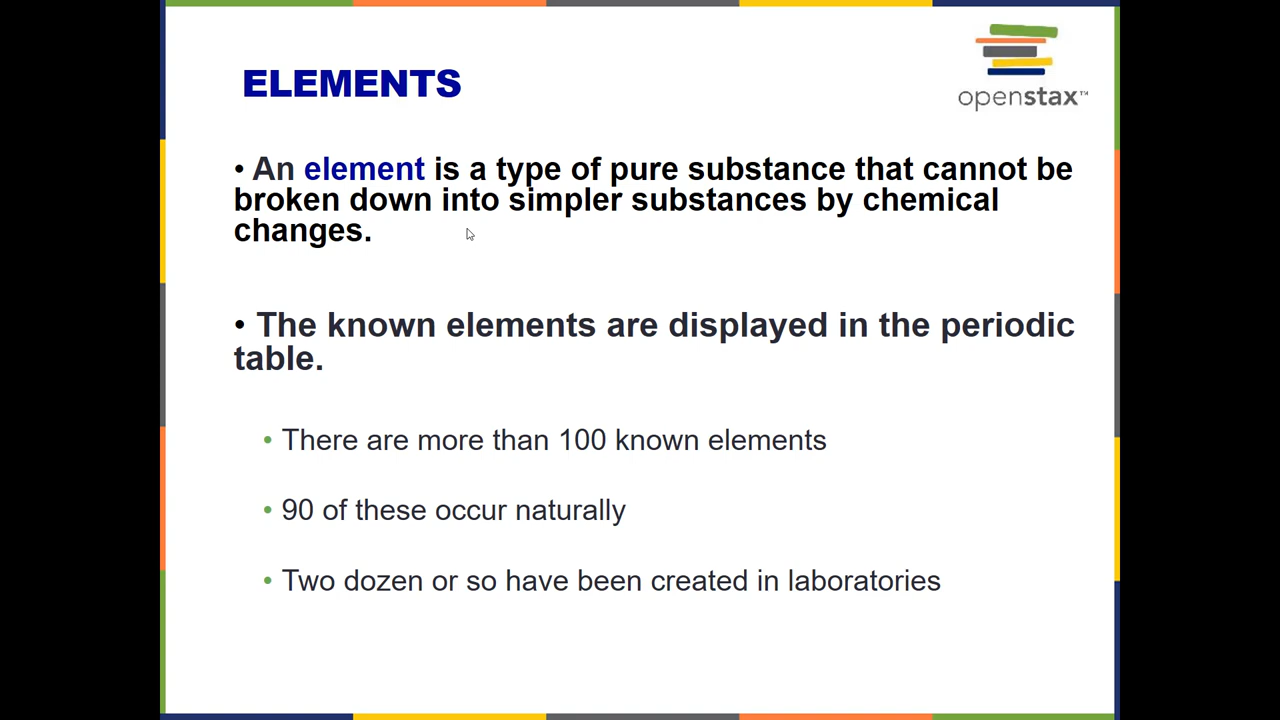 openstax™
ELEMENTS
• An element is a type of pure substance that cannot be
broken down into simpler substances by chemical
changes.
• The known elements are displayed in the periodic
table.
• There are more than 100 known elements
• 90 of these occur naturally
• Two dozen or so have been created in laboratories